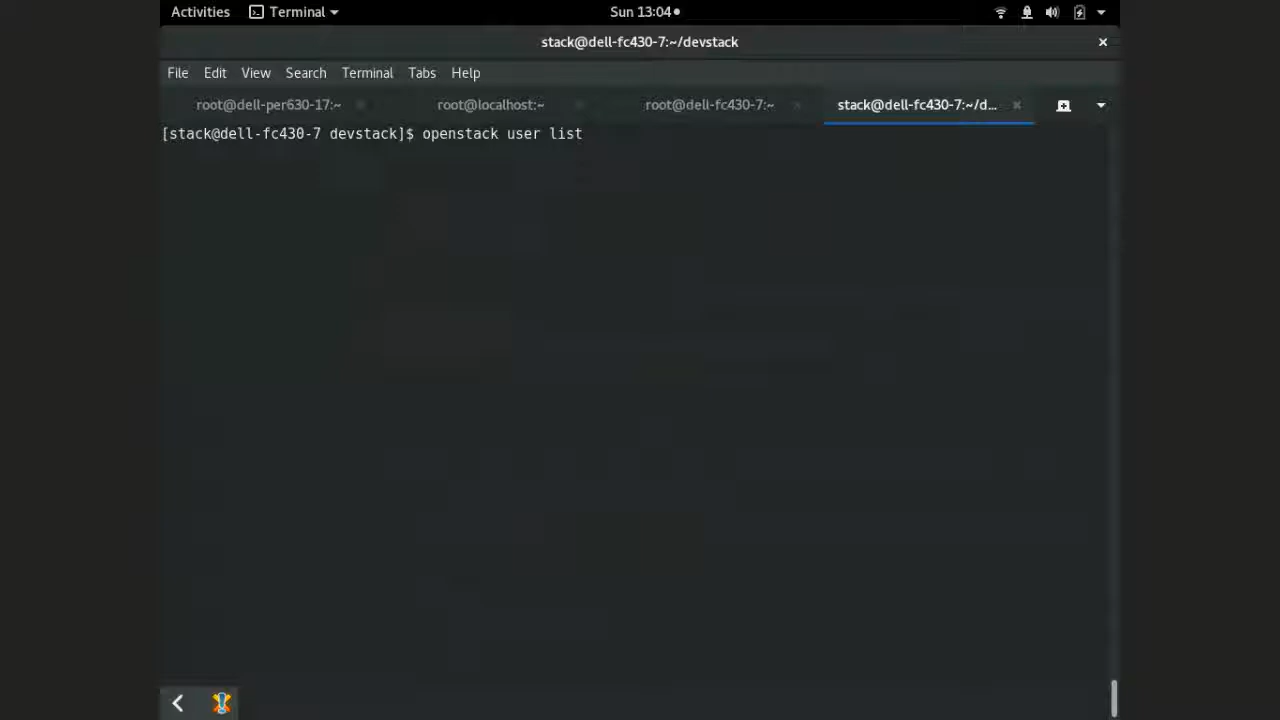 Activities Terminal Sun 13:04
stack@dell-fc430-7:~/devstack
File Edit View Search Terminal Tabs Help
root@dell-per630-17:~ root@localhost:~ root@dell-fc430-7:~ stack@dell-fc430-7:~/d...
[stack@dell-fc430-7 devstack]$ openstack user list